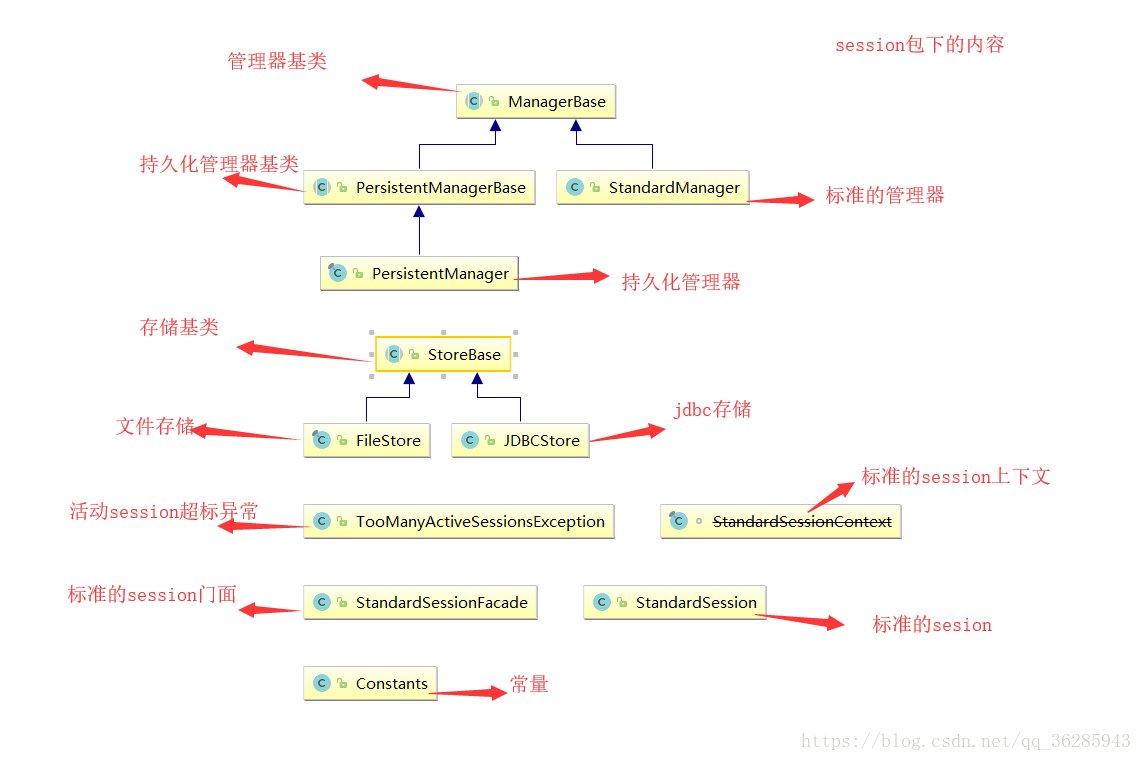 session包下的内容
管理器基类
ManagerBase
持久化管理器基类
PersistentManagerBase
StandardManager
标准的管理器
PersistentManager
持久化管理器
存储基类
StoreBase
文件存储
FileStore
JDBCStore
jdbc存储
标准的session上下文
活动session超标异常
TooManyActiveSessionsException
StandardSessionContext
标准的session门面
StandardSessionFacade
StandardSession
标准的sesion
Constants
常量
https://blog.csdn.net/qq_36285943